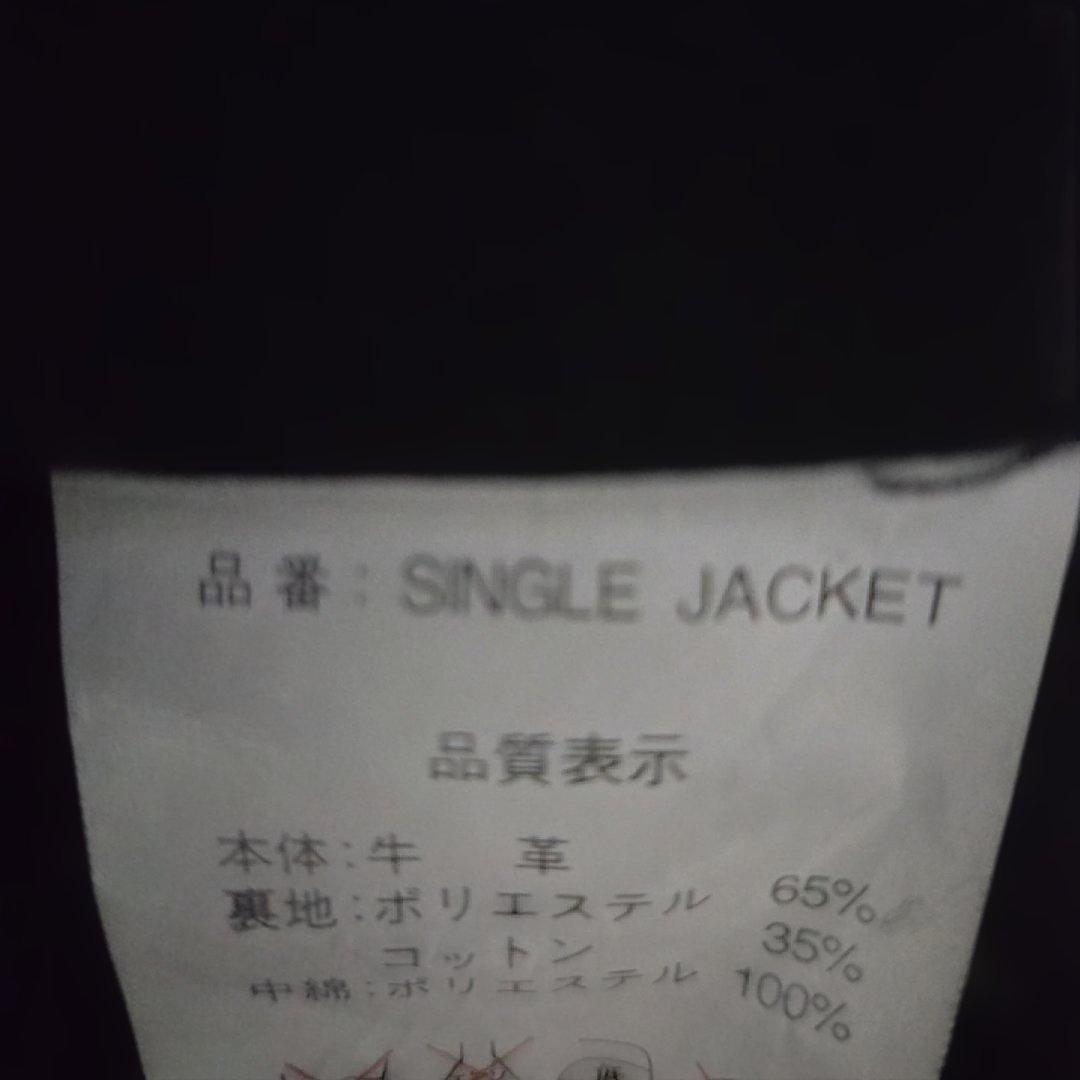 品番：SINGLE JACKET
品質表示
本体：牛 革
裏地：ポリエステル 65%
コットン 35%
中綿：ポリエステル 100%
低